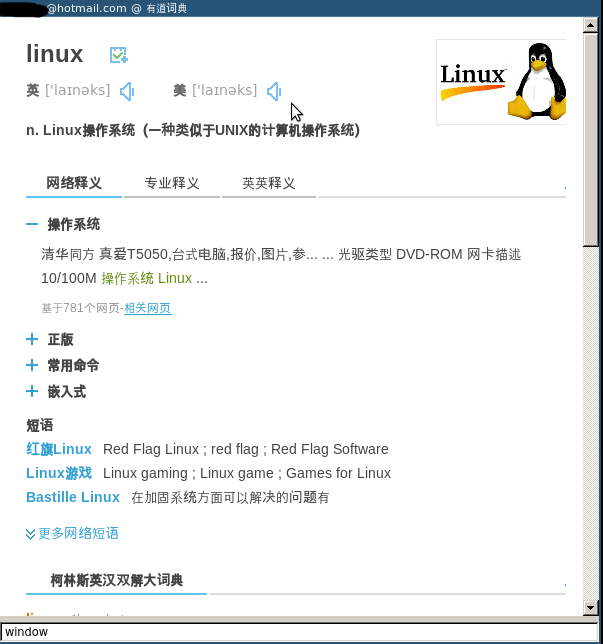 @hotmail.com @ 有道词典
linux
Linux
英 ['laɪnəks] 美 ['laɪnəks]
n. Linux操作系统（一种类似于UNIX的计算机操作系统）
网络释义 专业释义 英英释义
操作系统
清华同方 真爱T5050,台式电脑,报价,图片,参... ... 光驱类型 DVD-ROM 网卡描述
10/100M 操作系统 Linux ...
基于781个网页-相关网页
正版
常用命令
嵌入式
短语
红旗Linux Red Flag Linux ; red flag ; Red Flag Software
Linux游戏 Linux gaming ; Linux game ; Games for Linux
Bastille Linux 在加固系统方面可以解决的问题有
更多网络短语
柯林斯英汉双解大词典
window